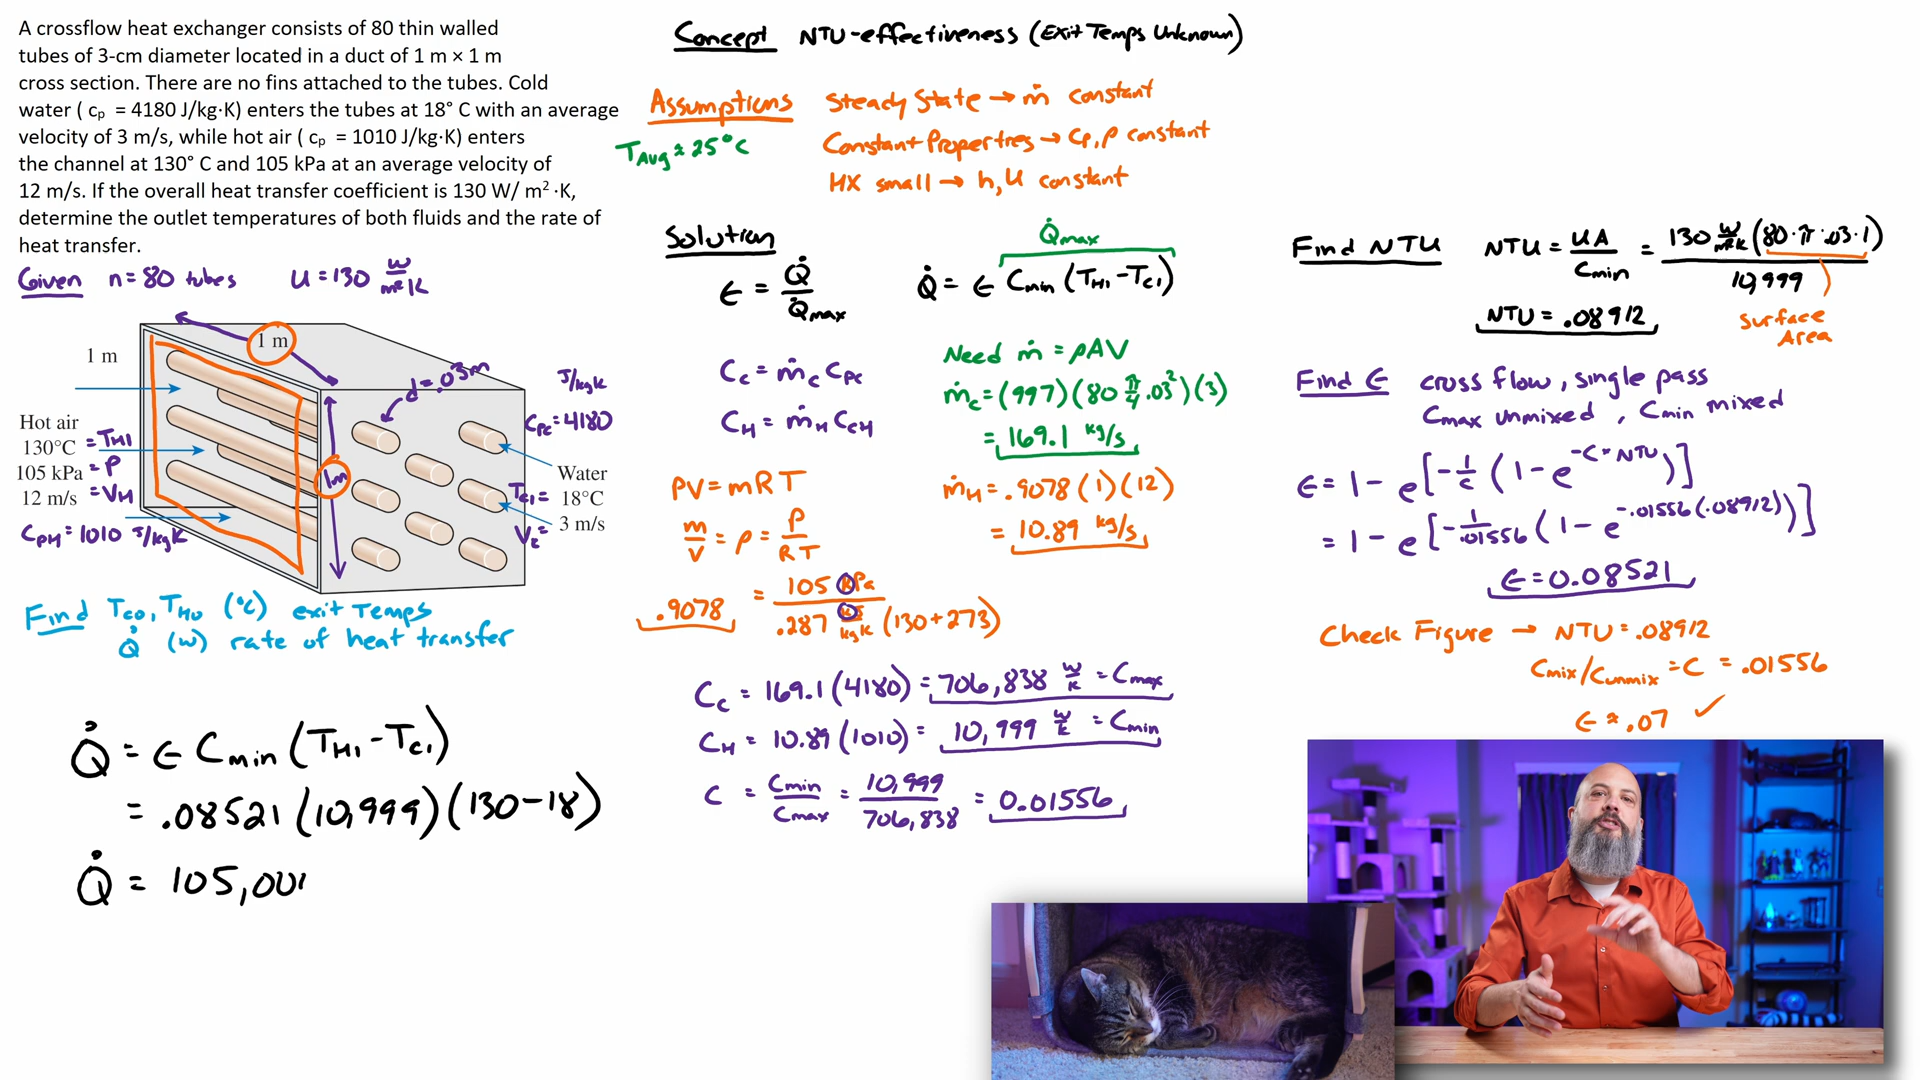 A crossflow heat exchanger consists of 80 thin walled
tubes of 3-cm diameter located in a duct of 1 m × 1 m
cross section. There are no fins attached to the tubes. Cold
water ( cₚ = 4180 J/kg·K) enters the tubes at 18° C with an average
velocity of 3 m/s, while hot air ( cₚ = 1010 J/kg·K) enters
the channel at 130° C and 105 kPa at an average velocity of
12 m/s. If the overall heat transfer coefficient is 130 W/ m² ·K,
determine the outlet temperatures of both fluids and the rate of
heat transfer.
Given n = 80 tubes U = 130 W/m²K
1 m
1 m
1m
d = .03m
Hot air
130°C = TH1
105 kPa = P
12 m/s = VH
CPH = 1010 J/kgK
J/kgK
CPC = 4180
Water
TC1 = 18°C
VC = 3 m/s
Find TCO, THO (°C) exit Temps
Q̇ (W) rate of heat transfer
Q̇ = ϵ Cmin (TH1 - TC1)
= .08521 (10,999) (130-18)
Q̇ = 105,00
Concept NTU-effectiveness (Exit Temps Unknown)
Assumptions Steady State → ṁ constant
TAvg ≈ 25°C
Constant Propertres → Cp, ρ constant
HX small → h, U constant
Solution
ϵ = Q̇/Q̇max
Q̇max
Q̇ = ϵ Cmin (TH1 - TC1)
Cc = ṁc Cpc
CH = ṁH CCH
Need ṁ = ρAV
ṁc = (997)(80 π/4 .03²)(3)
= 169.1 kg/s
PV = mRT
m/V = ρ = P/RT
= 105 kPa / .287 kJ/kgK (130+273)
.9078
ṁH = .9078 (1)(12)
= 10.89 kg/s
Cc = 169.1 (4180) = 706,838 W/K = Cmax
CH = 10.89 (1010) = 10,999 W/K = Cmin
C = Cmin/Cmax = 10,999/706,838 = 0.01556
Find NTU NTU = UA/Cmin = 130 W/m²K (80·π·.03·1) / 10,999
NTU = .08912
Surface
Area
Find ϵ cross flow, single pass
Cmax unmixed, Cmin mixed
ϵ = 1 - e[-1/c (1 - e^-C*NTU)]
= 1 - e[-1/.01556 (1 - e^-.01556(.08912))]
ϵ = 0.08521
Check Figure → NTU = .08912
Cmix/Cunmix = C = .01556
ϵ ≈ .07 ✓